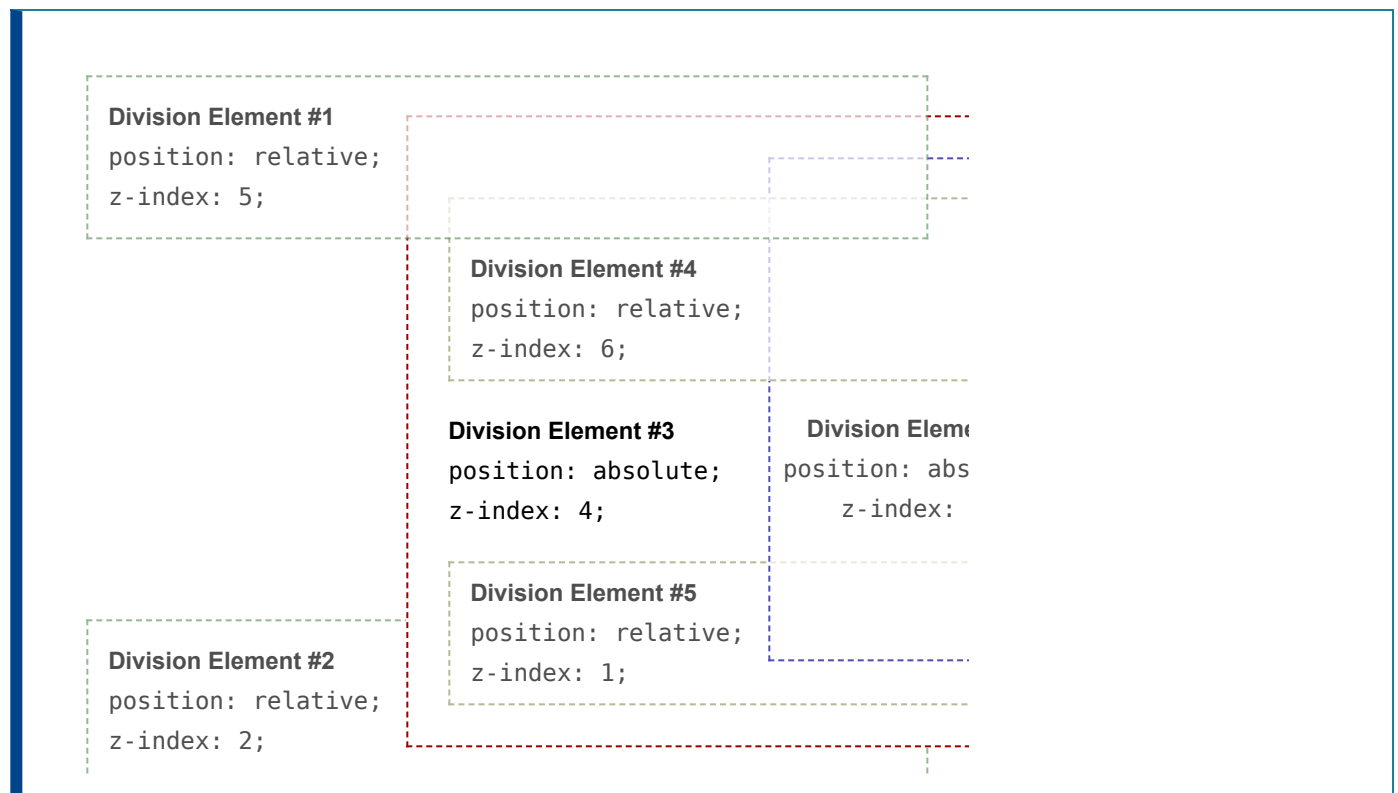 Division Element #1
position: relative;
z-index: 5;
Division Element #4
position: relative;
z-index: 6;
Division Element #3
position: absolute;
z-index: 4;
Division Eleme
position: abs
z-index:
Division Element #5
position: relative;
z-index: 1;
Division Element #2
position: relative;
z-index: 2;